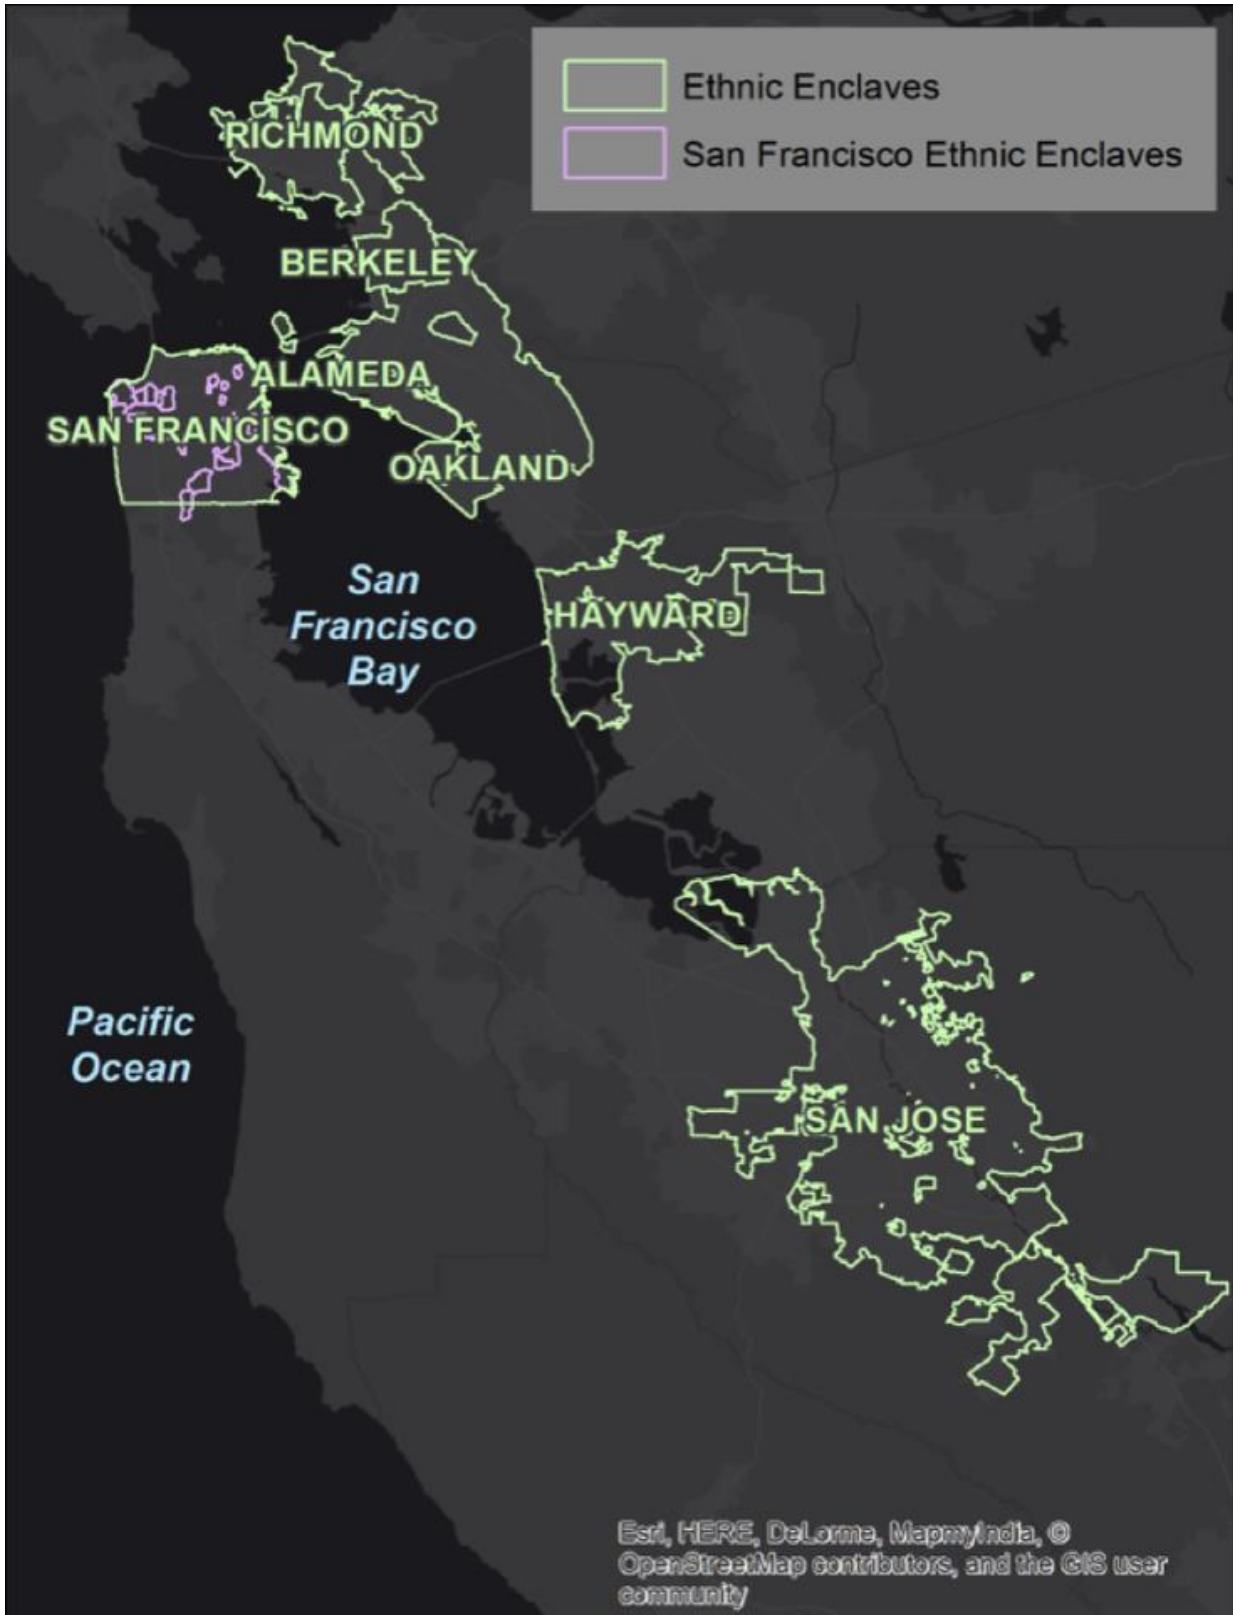 Ethnic Enclaves
San Francisco Ethnic Enclaves
RICHMOND
BERKELEY
ALAMEDA
SAN FRANCISCO
OAKLAND
San
Francisco
Bay
HAYWARD
Pacific
Ocean
SAN JOSE
Esri, HERE, DeLorme, MapmyIndia, ©
OpenStreetMap contributors, and the GIS user
community